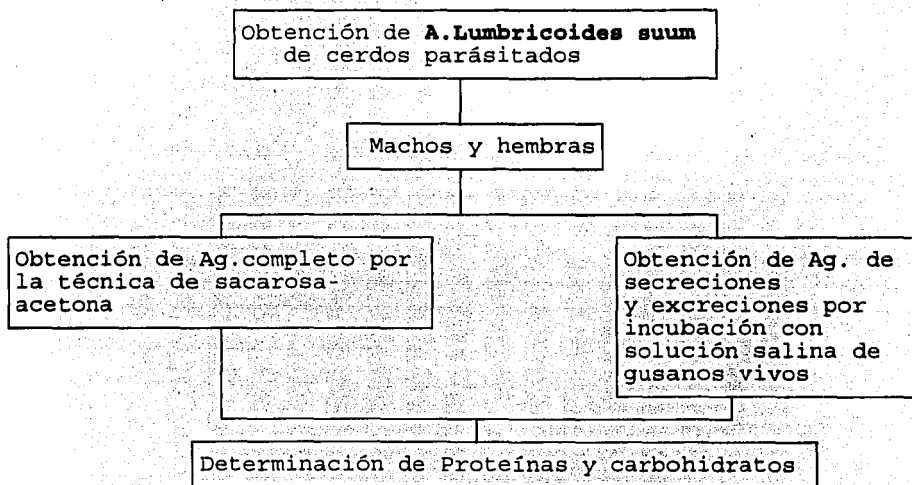 Obtención de A.Lumbricoides suum
de cerdos parásitados
Machos y hembras
Obtención de Ag.completo por
la técnica de sacarosa-
acetona
Obtención de Ag. de
secreciones
y excreciones por
incubación con
solución salina de
gusanos vivos
Determinación de Proteínas y carbohidratos